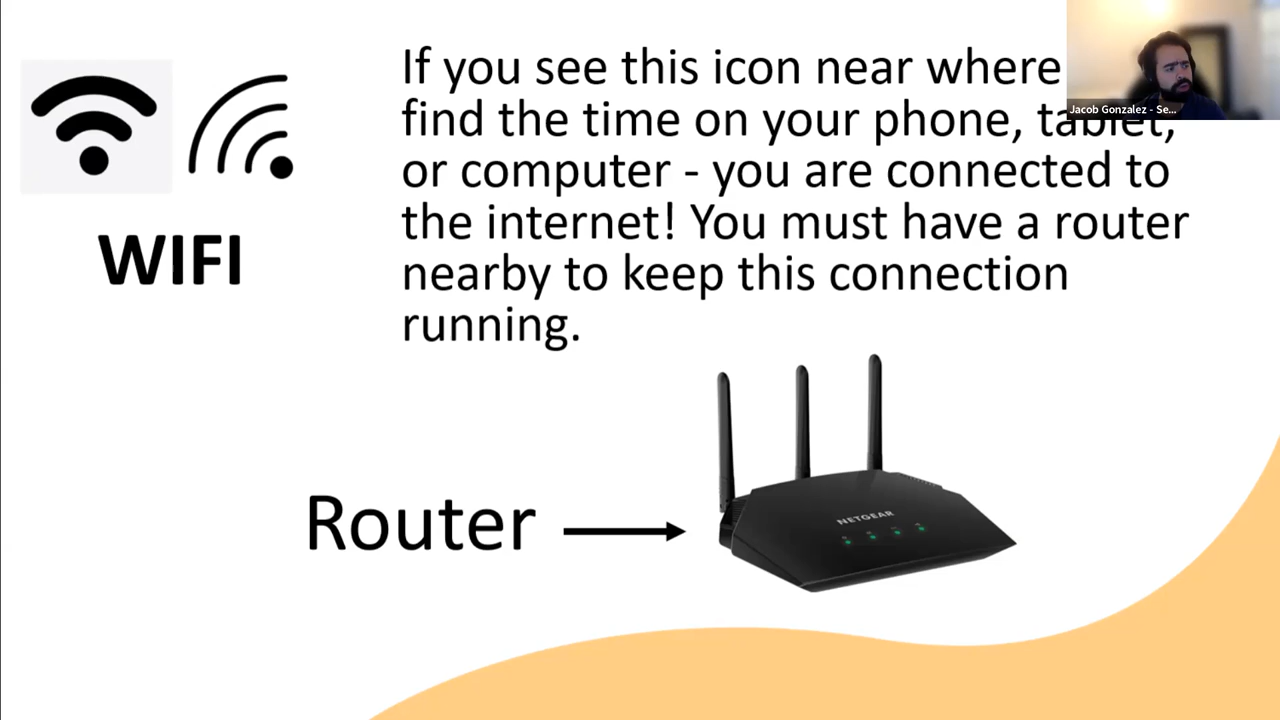 If you see this icon near where
find the time on your phone, tablet,
or computer - you are connected to
the internet! You must have a router
nearby to keep this connection
running.
WIFI
Router
NETGEAR
Jacob Gonzalez - Se...